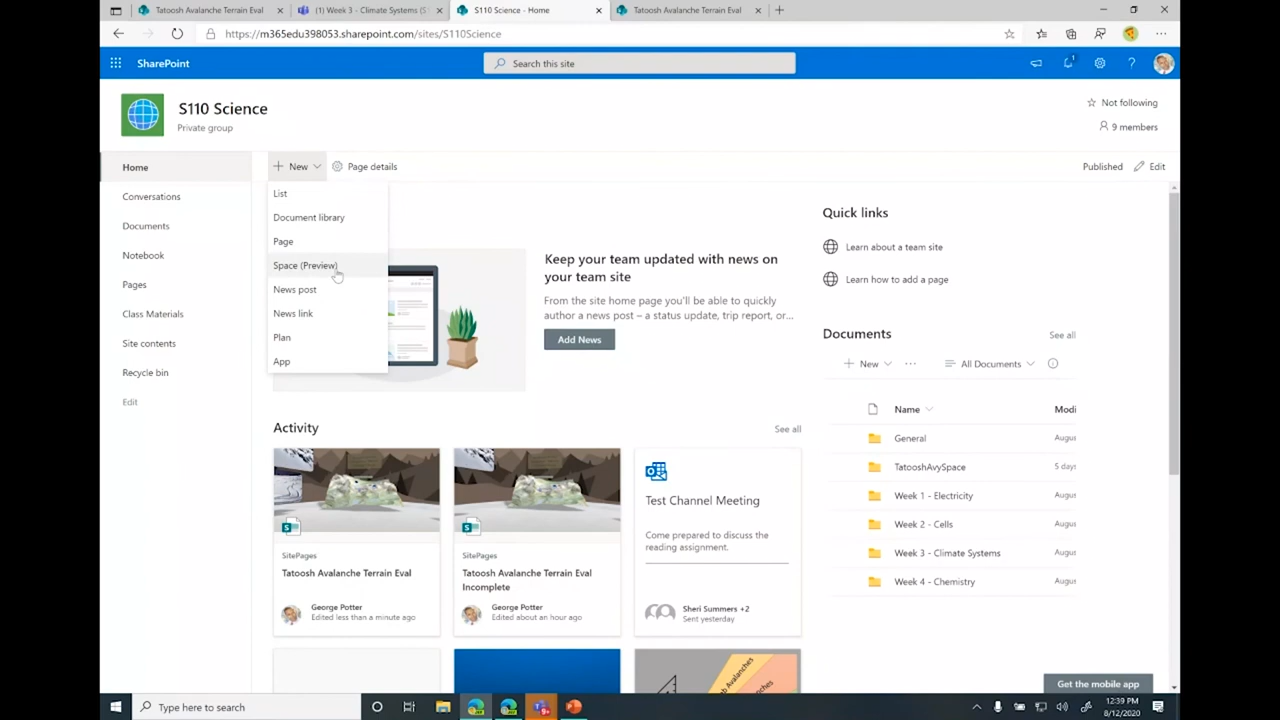 Tatoosh Avalanche Terrain Eval
(1) Week 3 - Climate Systems (S
S110 Science - Home
Tatoosh Avalanche Terrain Eval
https://m365edu398053.sharepoint.com/sites/S110Science
SharePoint
Search this site
1
S110 Science
Private group
Not following
9 members
Home
New
Page details
Published
Edit
Conversations
Documents
Notebook
Pages
Class Materials
Site contents
Recycle bin
Edit
List
Document library
Page
Space (Preview)
News post
News link
Plan
App
Keep your team updated with news on
your team site
From the site home page you'll be able to quickly
author a news post – a status update, trip report, or...
Add News
Quick links
Learn about a team site
Learn how to add a page
Documents
See all
New
All Documents
Name
Modi
General
Augus
TatooshAvySpace
5 days
Week 1 - Electricity
Augus
Week 2 - Cells
Augus
Week 3 - Climate Systems
Augus
Week 4 - Chemistry
Augus
Activity
See all
SitePages
Tatoosh Avalanche Terrain Eval
George Potter
Edited less than a minute ago
SitePages
Tatoosh Avalanche Terrain Eval
Incomplete
George Potter
Edited about an hour ago
Test Channel Meeting
Come prepared to discuss the
reading assignment.
Sheri Summers +2
Sent yesterday
Get the mobile app
Type here to search
12:39 PM
8/12/2020